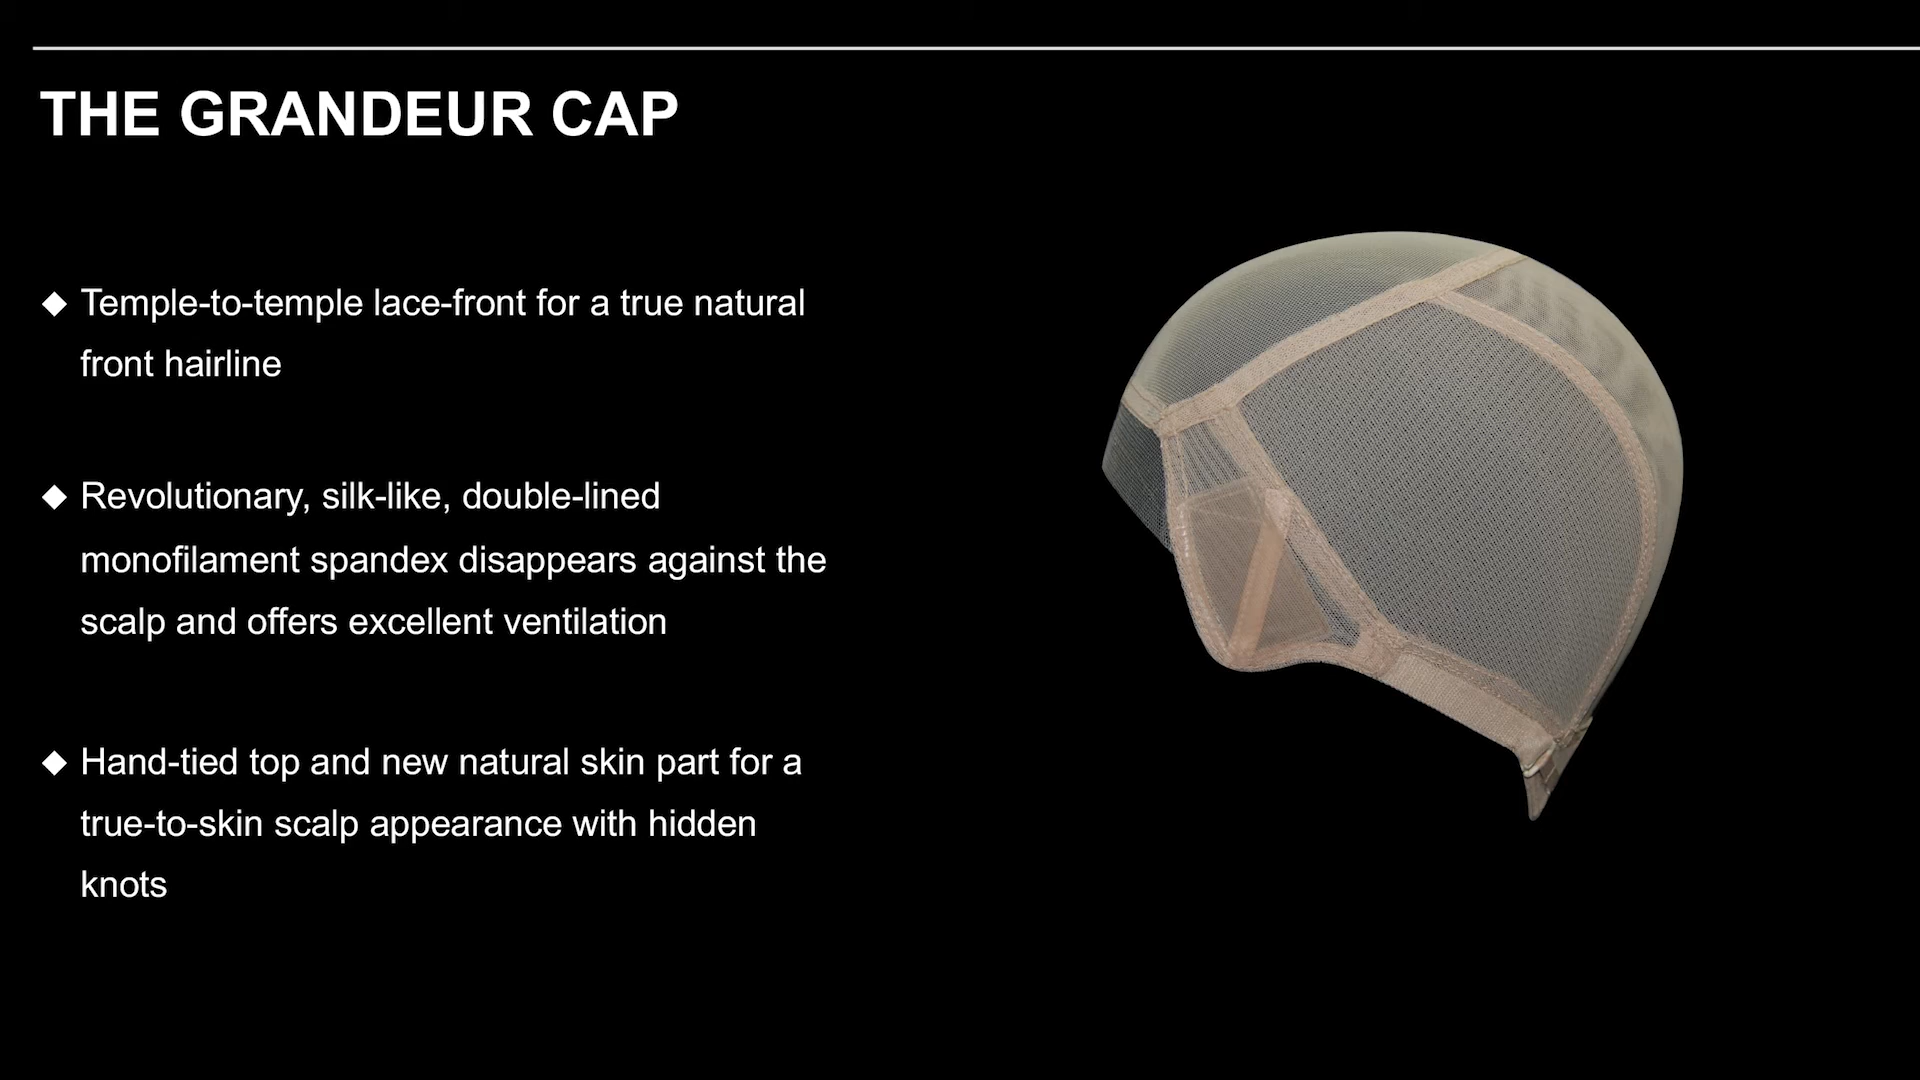 THE GRANDEUR CAP
◆ Temple-to-temple lace-front for a true natural
front hairline
◆ Revolutionary, silk-like, double-lined
monofilament spandex disappears against the
scalp and offers excellent ventilation
◆ Hand-tied top and new natural skin part for a
true-to-skin scalp appearance with hidden
knots